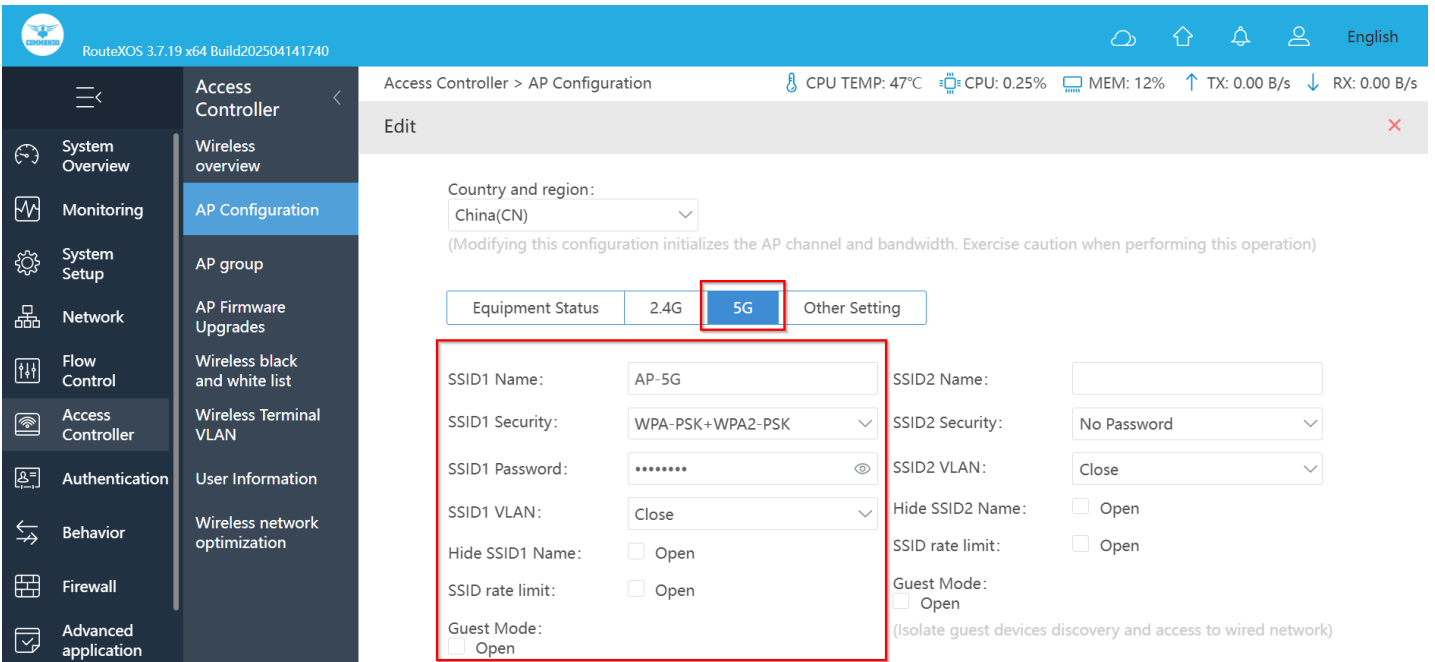 COMMANDO
RouteXOS 3.7.19 x64 Build202504141740
English
Access Controller > AP Configuration
CPU TEMP: 47℃
CPU: 0.25%
MEM: 12%
TX: 0.00 B/s
RX: 0.00 B/s
System
Overview
Monitoring
System
Setup
Network
Flow
Control
Access
Controller
Authentication
Behavior
Firewall
Advanced
application
Access
Controller
Wireless
overview
AP Configuration
AP group
AP Firmware
Upgrades
Wireless black
and white list
Wireless Terminal
VLAN
User Information
Wireless network
optimization
Edit
Country and region:
China(CN)
(Modifying this configuration initializes the AP channel and bandwidth. Exercise caution when performing this operation)
Equipment Status
2.4G
5G
Other Setting
SSID1 Name:
AP-5G
SSID1 Security:
WPA-PSK+WPA2-PSK
SSID1 Password:
••••••••
SSID1 VLAN:
Close
Hide SSID1 Name:
Open
SSID rate limit:
Open
Guest Mode:
Open
SSID2 Name:
SSID2 Security:
No Password
SSID2 VLAN:
Close
Hide SSID2 Name:
Open
SSID rate limit:
Open
Guest Mode:
Open
(Isolate guest devices discovery and access to wired network)